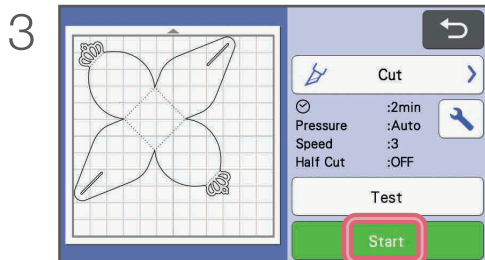 3
Cut
:2min
Pressure :Auto
Speed :3
Half Cut :OFF
Test
Start